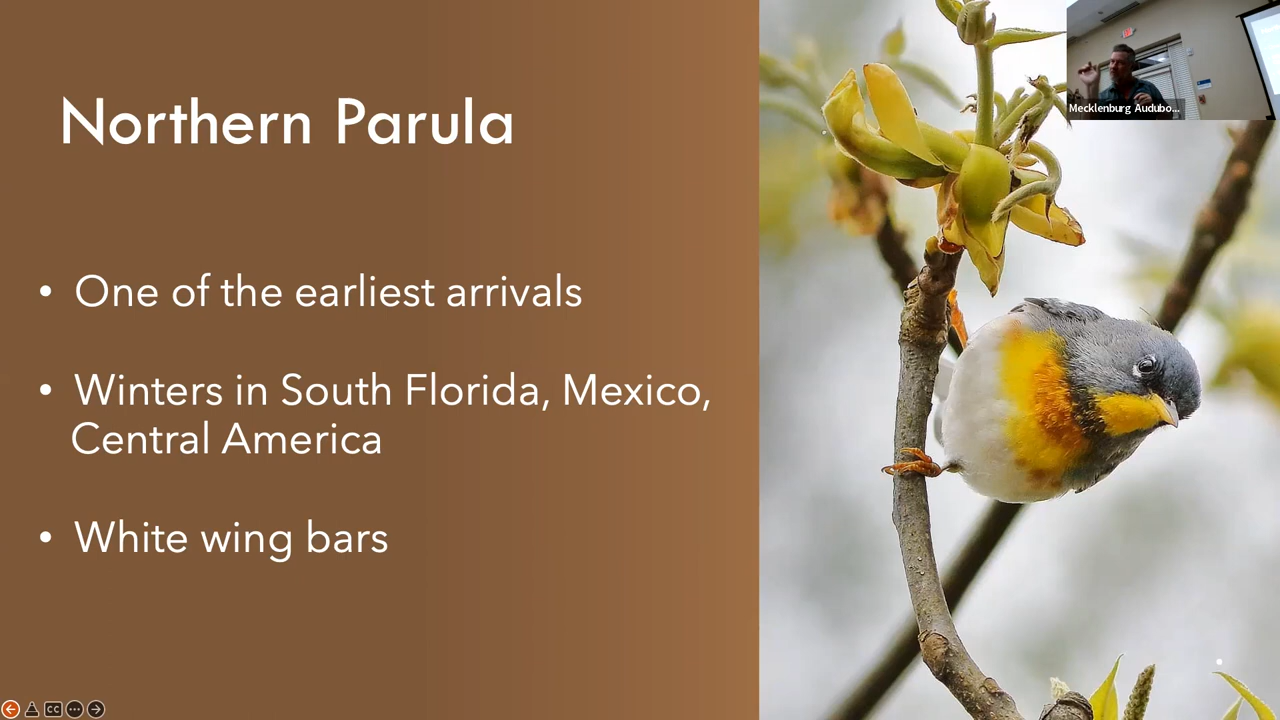 Northern Parula
• One of the earliest arrivals
• Winters in South Florida, Mexico,
Central America
• White wing bars
Mecklenburg Audubo...
CC